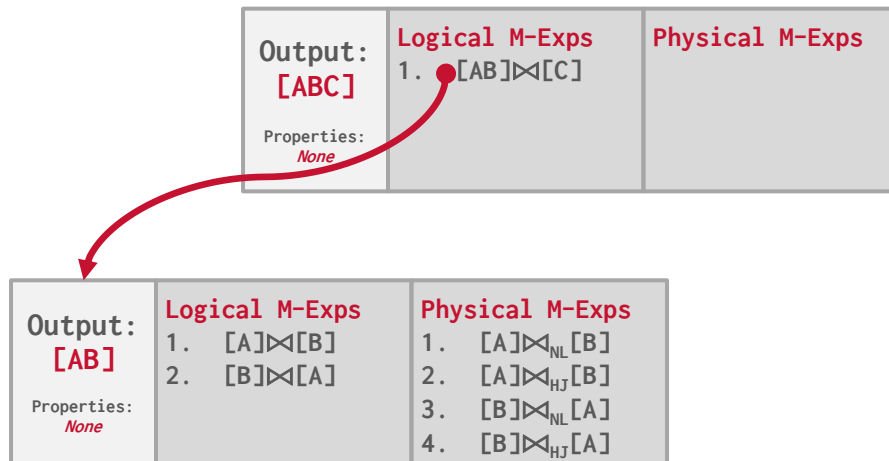 Output:
[ABC]
Properties:
None
Logical M-Exps
1. [AB]⋈[C]
Physical M-Exps
Output:
[AB]
Properties:
None
Logical M-Exps
1. [A]⋈[B]
2. [B]⋈[A]
Physical M-Exps
1. [A]⋈NL[B]
2. [A]⋈HJ[B]
3. [B]⋈NL[A]
4. [B]⋈HJ[A]